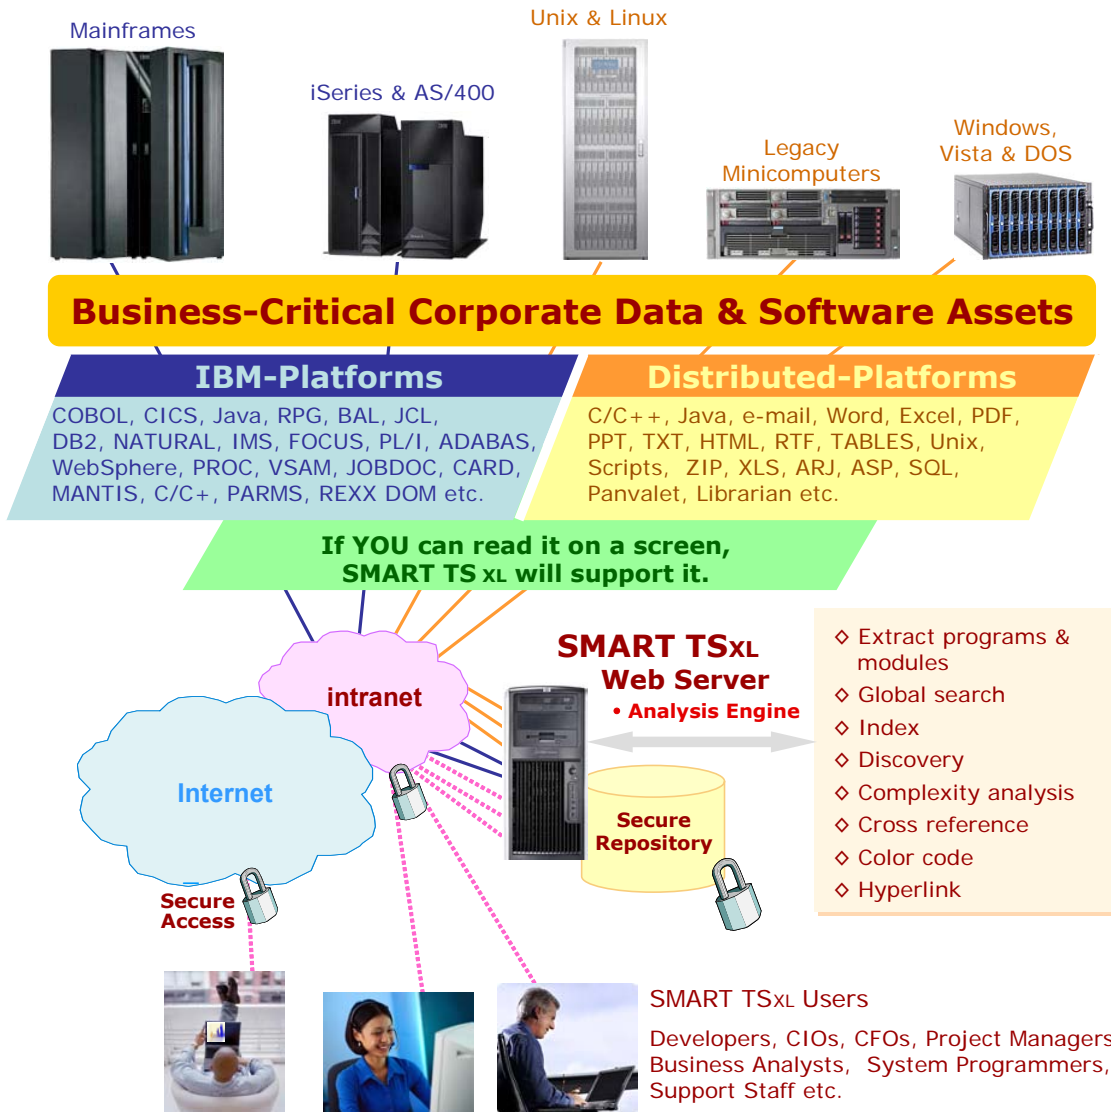 Unix & Linux
Mainframes
iSeries & AS/400
Windows,
Vista & DOS
Legacy
Minicomputers
Business-Critical Corporate Data & Software Assets
IBM-Platforms
COBOL, CICS, Java, RPG, BAL, JCL,
DB2, NATURAL, IMS, FOCUS, PL/I, ADABAS,
WebSphere, PROC, VSAM, JOBDOC, CARD,
MANTIS, C/C+, PARMS, REXX DOM etc.
Distributed-Platforms
C/C++, Java, e-mail, Word, Excel, PDF,
PPT, TXT, HTML, RTF, TABLES, Unix,
Scripts, ZIP, XLS, ARJ, ASP, SQL,
Panvalet, Librarian etc.
If YOU can read it on a screen,
SMART TS XL will support it.
intranet
Internet
Secure
Access
SMART TSXL
Web Server
• Analysis Engine
Secure
Repository
◊ Extract programs &
modules
◊ Global search
◊ Index
◊ Discovery
◊ Complexity analysis
◊ Cross reference
◊ Color code
◊ Hyperlink
SMART TSXL Users
Developers, CIOs, CFOs, Project Managers
Business Analysts, System Programmers,
Support Staff etc.